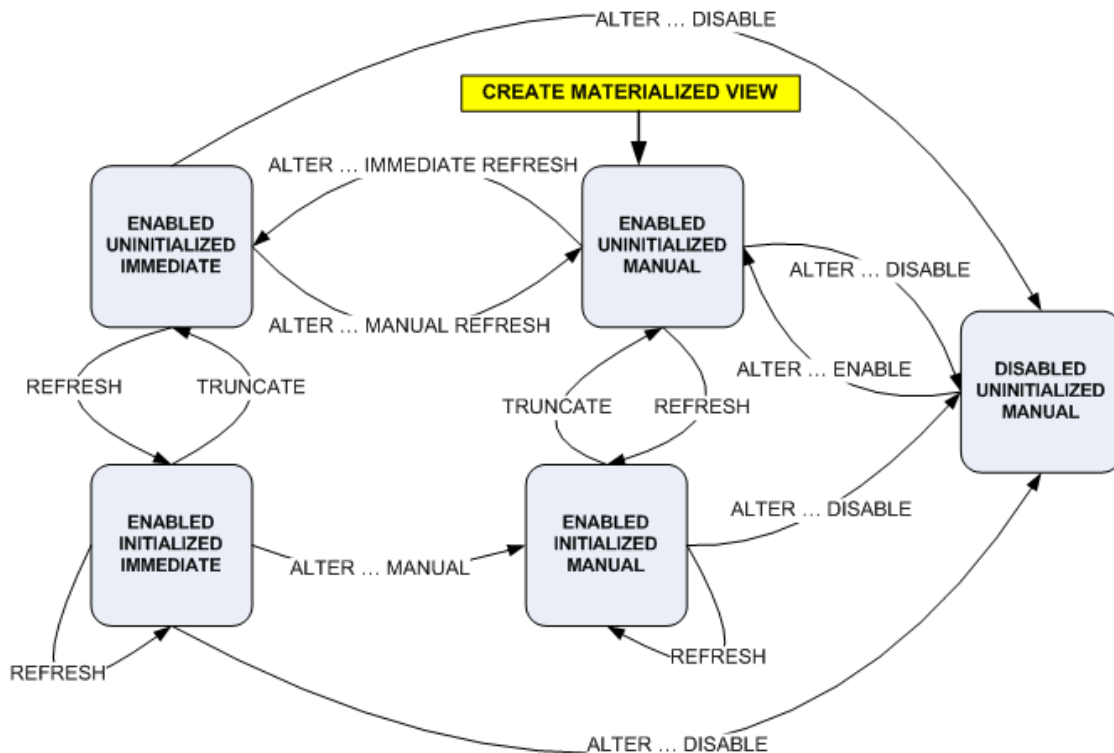 ALTER … DISABLE
CREATE MATERIALIZED VIEW
ALTER … IMMEDIATE REFRESH
ENABLED
UNINITIALIZED
IMMEDIATE
ENABLED
UNINITIALIZED
MANUAL
ALTER … DISABLE
ALTER … MANUAL REFRESH
ALTER … ENABLE
DISABLED
UNINITIALIZED
MANUAL
REFRESH
TRUNCATE
TRUNCATE
REFRESH
ALTER … DISABLE
ENABLED
INITIALIZED
IMMEDIATE
ALTER … MANUAL
ENABLED
INITIALIZED
MANUAL
REFRESH
REFRESH
ALTER … DISABLE